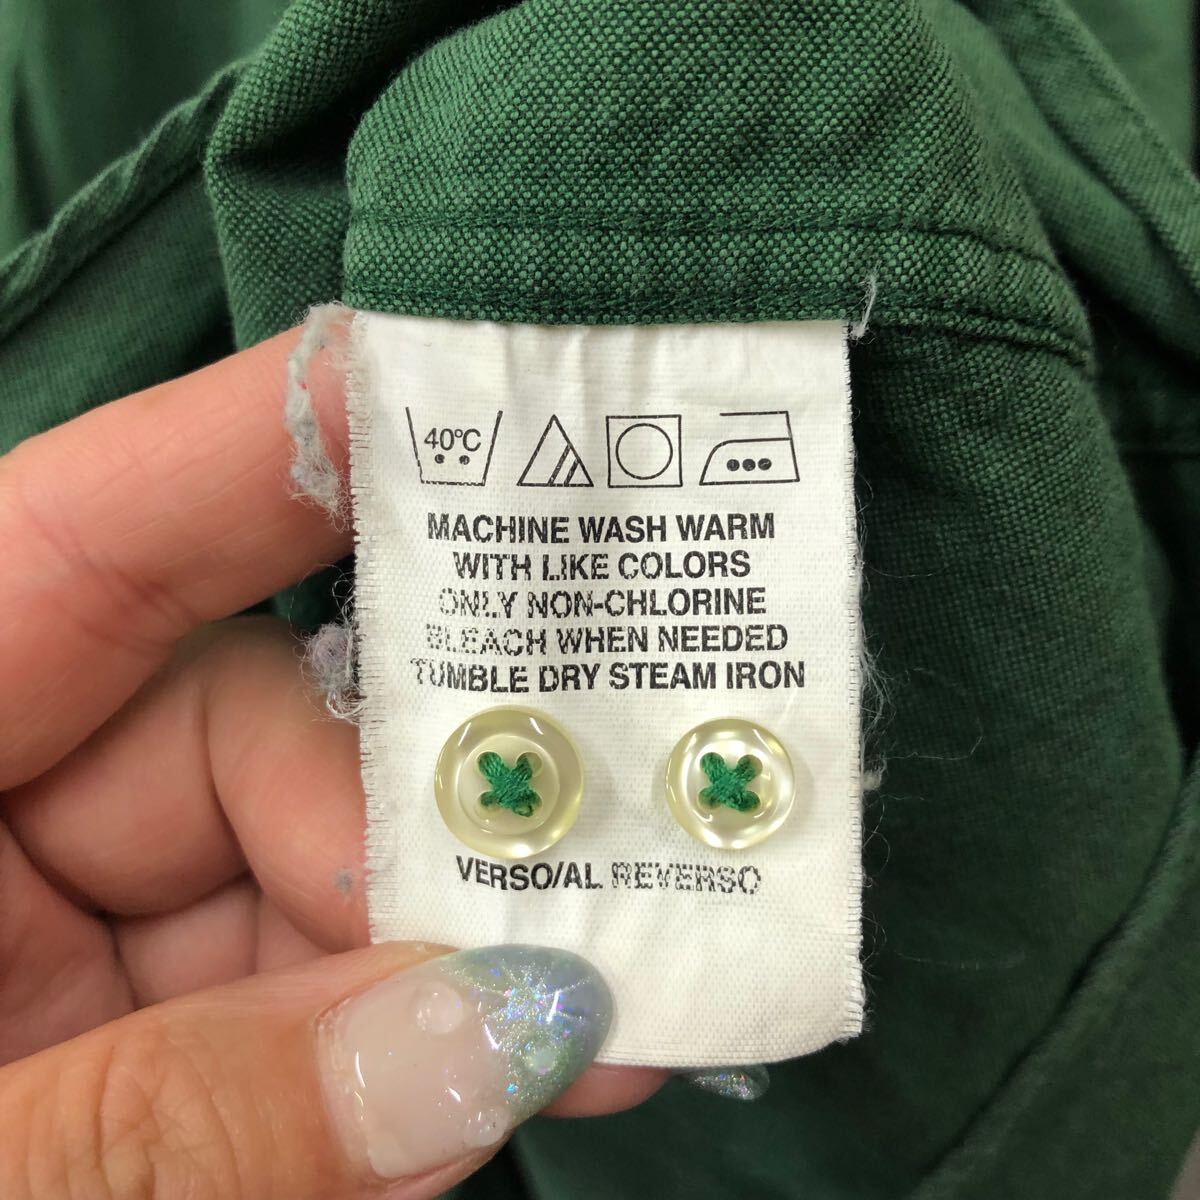 40°C
MACHINE WASH WARM
WITH LIKE COLORS
ONLY NON-CHLORINE
BLEACH WHEN NEEDED
TUMBLE DRY STEAM IRON
VERSO/AL REVERSO